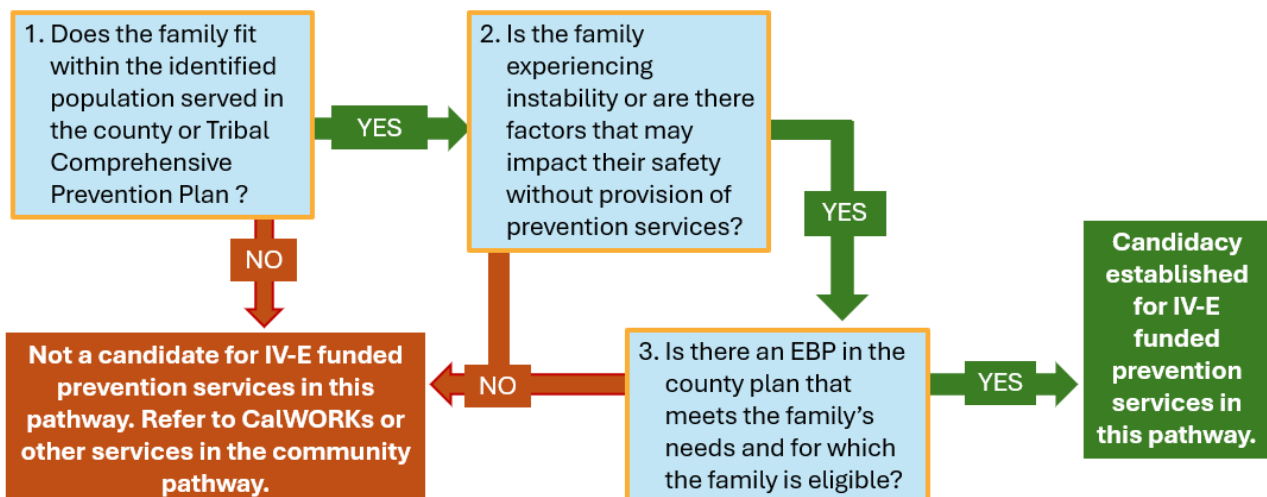 1. Does the family fit
within the identified
population served in
the county or Tribal
Comprehensive
Prevention Plan ?
YES
2. Is the family
experiencing
instability or are there
factors that may
impact their safety
without provision of
prevention services?
YES
NO
Not a candidate for IV-E funded
prevention services in this
pathway. Refer to CalWORKs or
other services in the community
pathway.
NO
3. Is there an EBP in the
county plan that
meets the family’s
needs and for which
the family is eligible?
YES
Candidacy
established
for IV-E
funded
prevention
services in
this pathway.